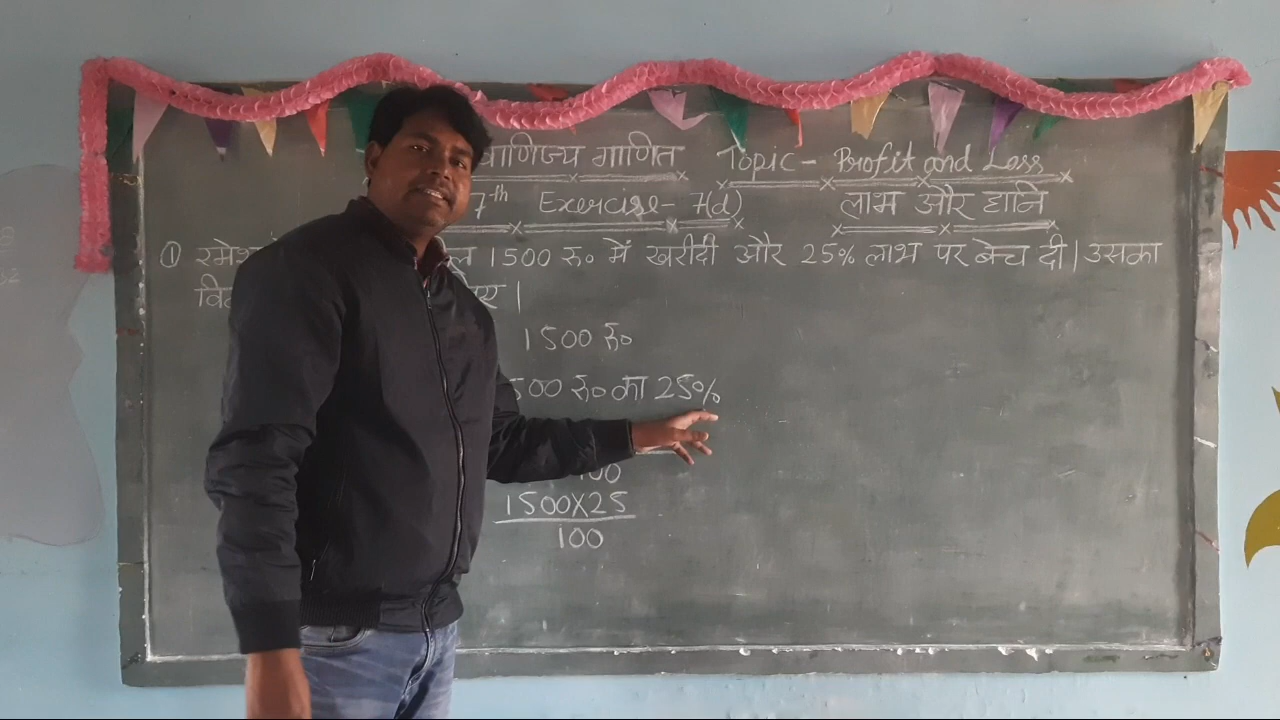 वाणिज्य गणित Topic - Profit and Loss
7th Exercise - 7(d) लाभ और हानि
① 1500 रु० में खरीदी और 25% लाभ पर बेच दी। उसका
1500 रु०
500 रु० का 25%
100
1500X25
100